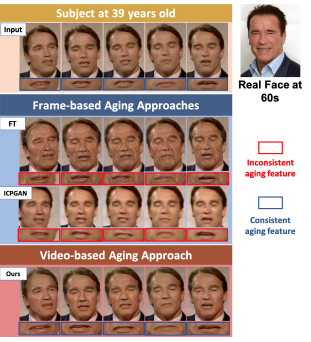 Subject at 39 years old
Input
Real Face at
60s
Frame-based Aging Approaches
FT
ICPGAN
Inconsistent
aging feature
Consistent
aging feature
Video-based Aging Approach
Ours